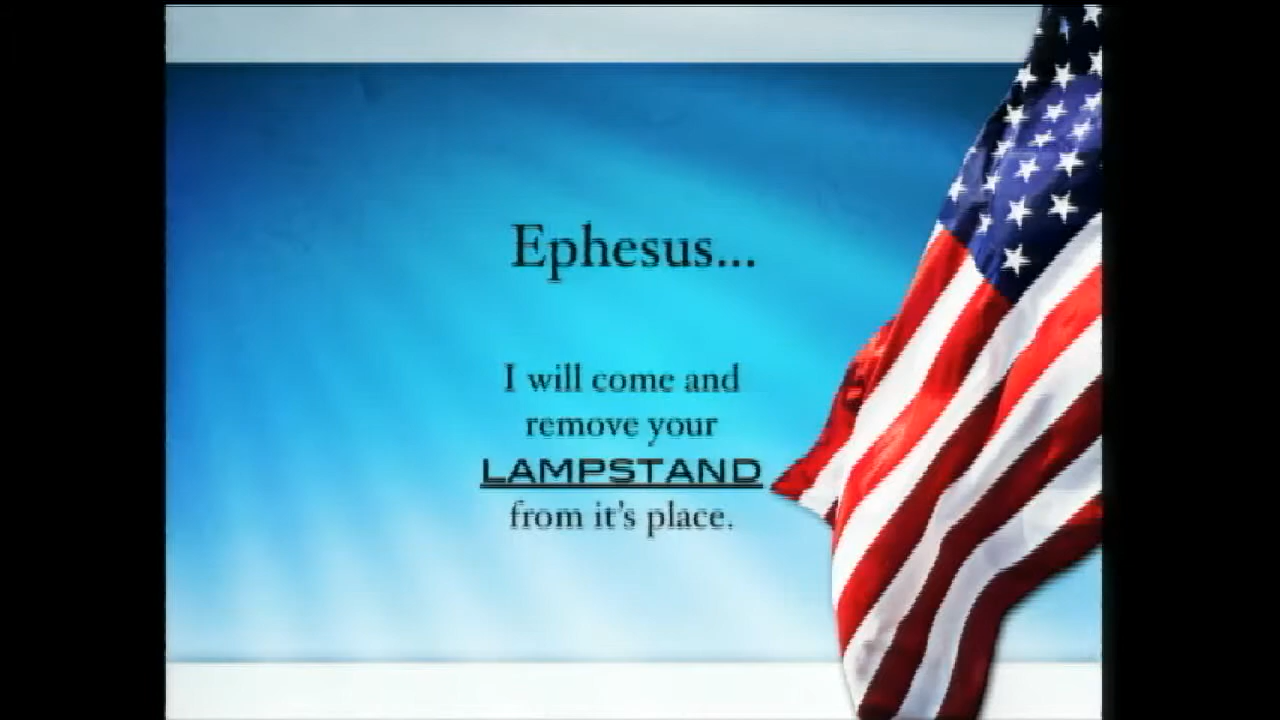 Ephesus...
I will come and
remove your
LAMPSTAND
from it's place.